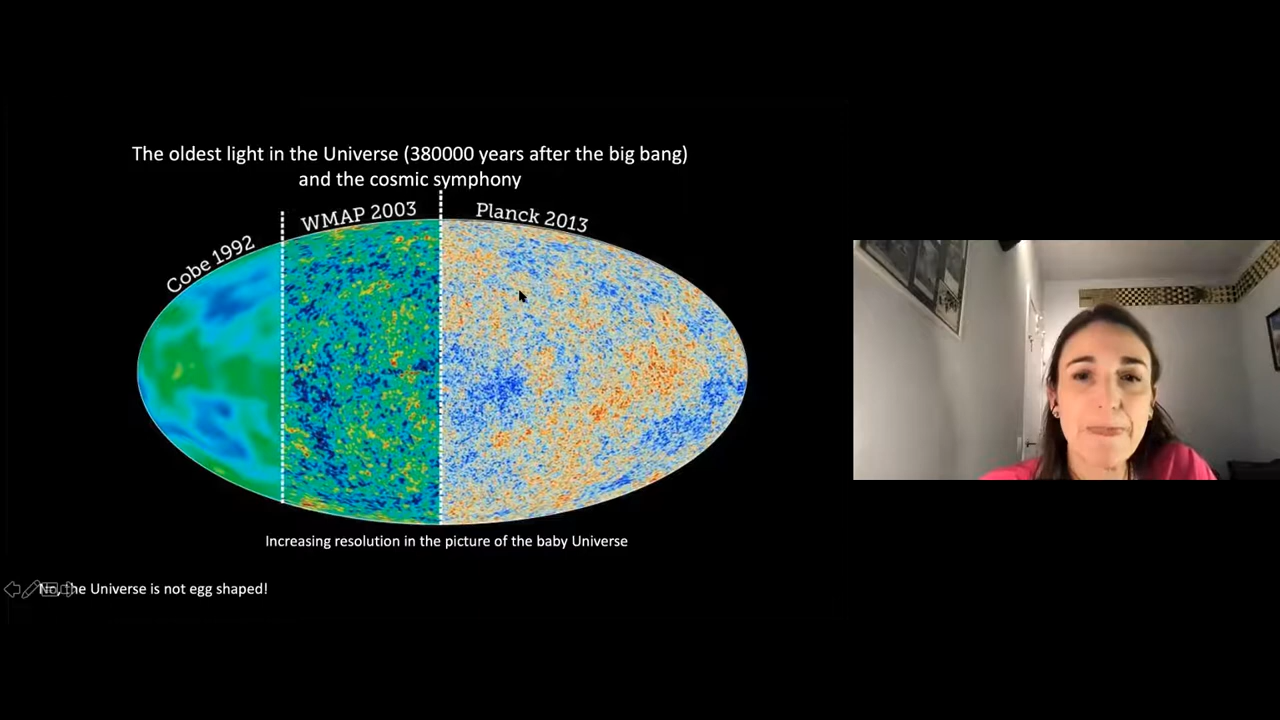 The oldest light in the Universe (380000 years after the big bang)
and the cosmic symphony
Cobe 1992
WMAP 2003
Planck 2013
Increasing resolution in the picture of the baby Universe
No, the Universe is not egg shaped!